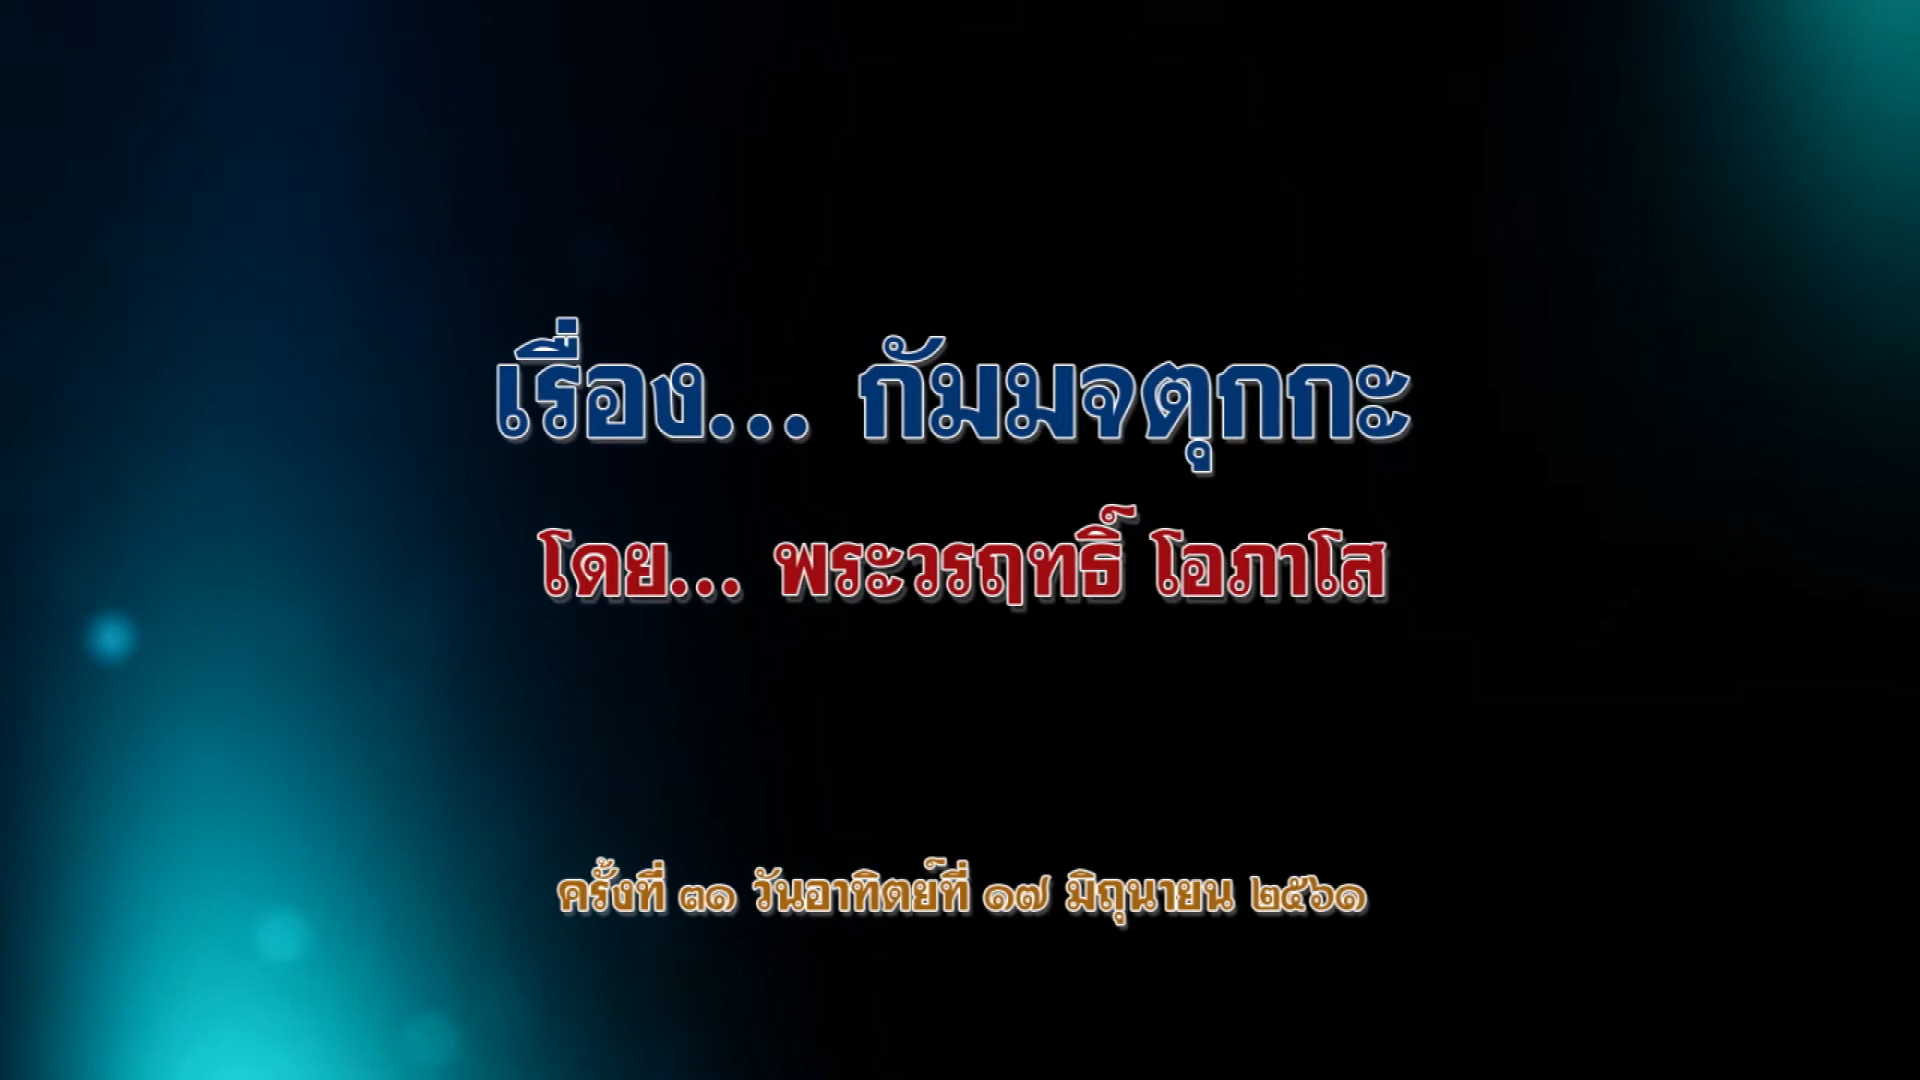 เรื่อง... กัมมจตุกกะ
โดย... พระวรฤทธิ์ โอภาโส
ครั้งที่ ๓๑ วันอาทิตย์ที่ ๑๗ มิถุนายน ๒๕๖๑